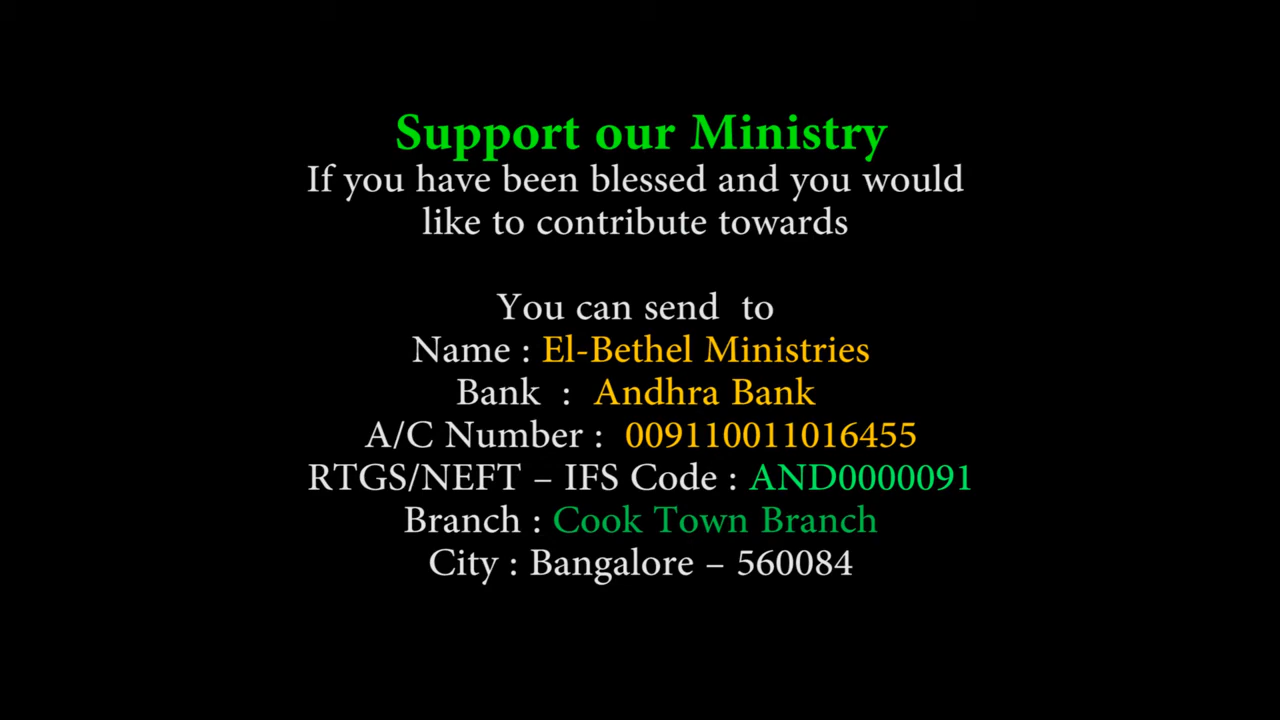 Support our Ministry
If you have been blessed and you would
like to contribute towards
You can send to
Name : El-Bethel Ministries
Bank : Andhra Bank
A/C Number : 009110011016455
RTGS/NEFT – IFS Code : AND0000091
Branch : Cook Town Branch
City : Bangalore – 560084